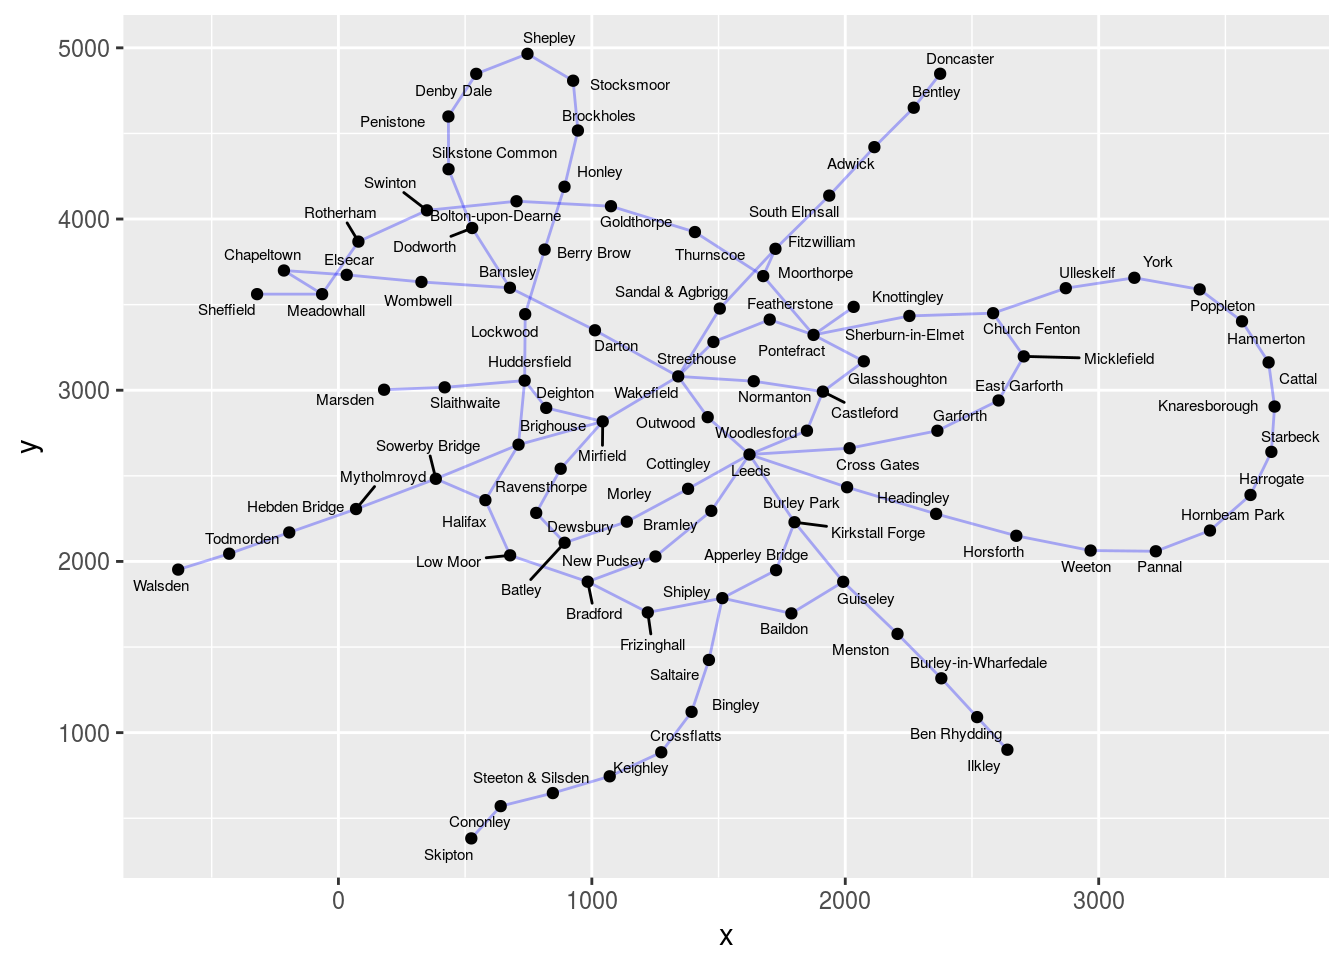 5000
4000
3000
2000
1000
y
Shepley
Doncaster
Stocksmoor
Denby Dale
Bentley
Brockholes
Penistone
Silkstone Common
Adwick
Honley
Swinton
South Elmsall
Rotherham
Bolton-upon-Dearne
Goldthorpe
Dodworth
Fitzwilliam
Berry Brow
Thurnscoe
Chapeltown
Elsecar
York
Barnsley
Moorthorpe
Ulleskelf
Sandal & Agbrigg
Knottingley
Wombwell
Featherstone
Poppleton
Sheffield
Meadowhall
Church Fenton
Lockwood
Sherburn-in-Elmet
Hammerton
Darton
Pontefract
Streethouse
Micklefield
Huddersfield
Glasshoughton
Cattal
East Garforth
Deighton
Wakefield
Normanton
Marsden
Slaithwaite
Knaresborough
Castleford
Garforth
Outwood
Brighouse
Woodlesford
Starbeck
Sowerby Bridge
Mirfield
Cottingley
Cross Gates
Leeds
Mytholmroyd
Harrogate
Ravensthorpe
Morley
Headingley
Burley Park
Hebden Bridge
Hornbeam Park
Halifax
Dewsbury
Bramley
Kirkstall Forge
Todmorden
Horsforth
Apperley Bridge
Low Moor
New Pudsey
Weeton
Pannal
Walsden
Batley
Shipley
Guiseley
Bradford
Baildon
Frizinghall
Menston
Burley-in-Wharfedale
Saltaire
Bingley
Crossflatts
Ben Rhydding
Keighley
Ilkley
Steeton & Silsden
Cononley
Skipton
0
1000
2000
3000
x